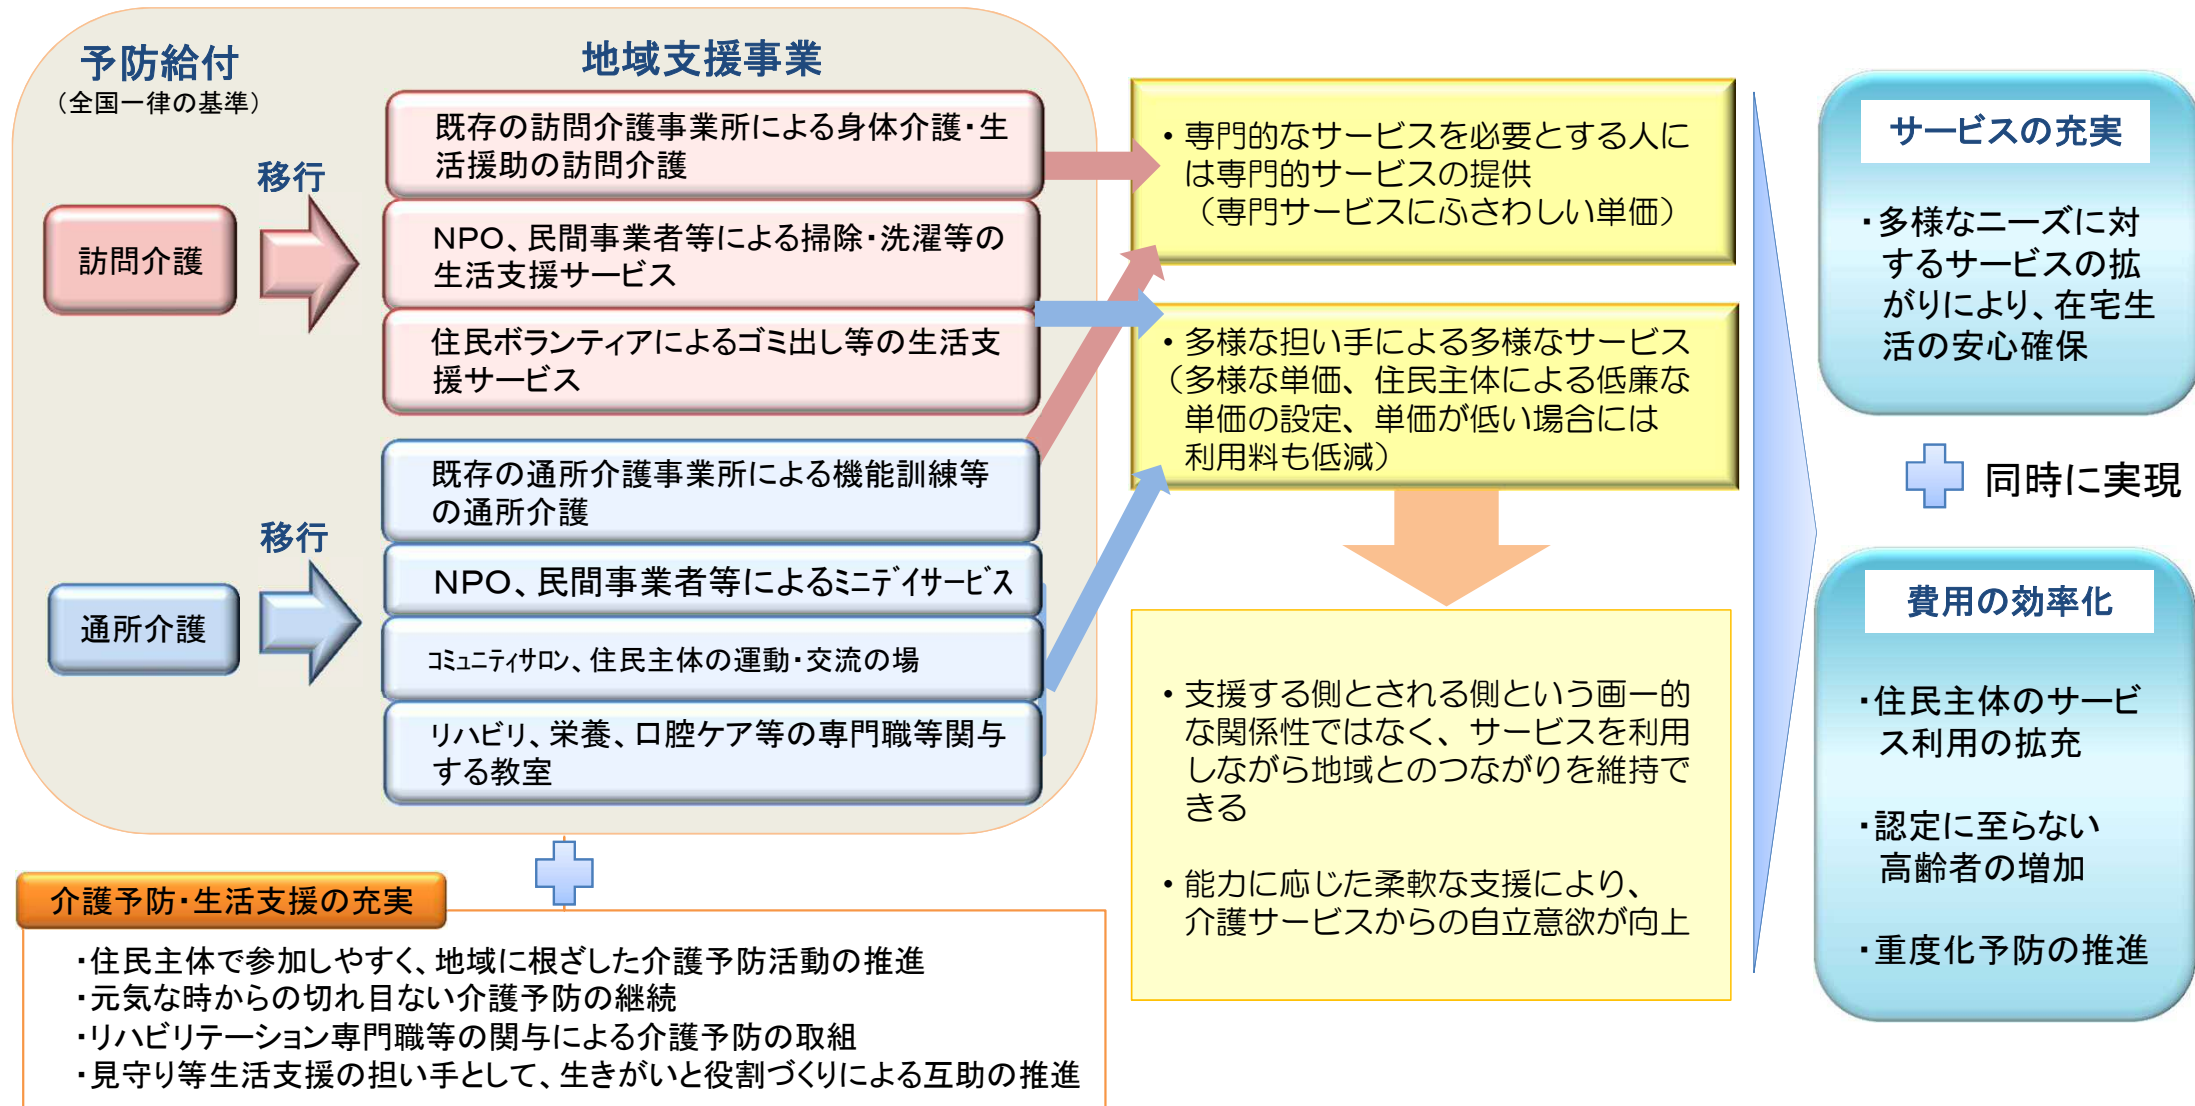 予防給付
（全国一律の基準）
地域支援事業
移行
訪問介護
既存の訪問介護事業所による身体介護・生
活援助の訪問介護
NPO、民間事業者等による掃除・洗濯等の
生活支援サービス
住民ボランティアによるゴミ出し等の生活支
援サービス
移行
通所介護
既存の通所介護事業所による機能訓練等
の通所介護
NPO、民間事業者等によるミニデイサービス
コミュニティサロン、住民主体の運動・交流の場
リハビリ、栄養、口腔ケア等の専門職等関与
する教室
介護予防・生活支援の充実
・住民主体で参加しやすく、地域に根ざした介護予防活動の推進
・元気な時からの切れ目ない介護予防の継続
・リハビリテーション専門職等の関与による介護予防の取組
・見守り等生活支援の担い手として、生きがいと役割づくりによる互助の推進
・専門的なサービスを必要とする人に
は専門的サービスの提供
（専門サービスにふさわしい単価）
・多様な担い手による多様なサービス
（多様な単価、住民主体による低廉な
単価の設定、単価が低い場合には
利用料も低減）
・支援する側とされる側という画一的
な関係性ではなく、サービスを利用
しながら地域とのつながりを維持で
きる
・能力に応じた柔軟な支援により、
介護サービスからの自立意欲が向上
サービスの充実
・多様なニーズに対
するサービスの拡
がりにより、在宅生
活の安心確保
同時に実現
費用の効率化
・住民主体のサービ
ス利用の拡充
・認定に至らない
高齢者の増加
・重度化予防の推進